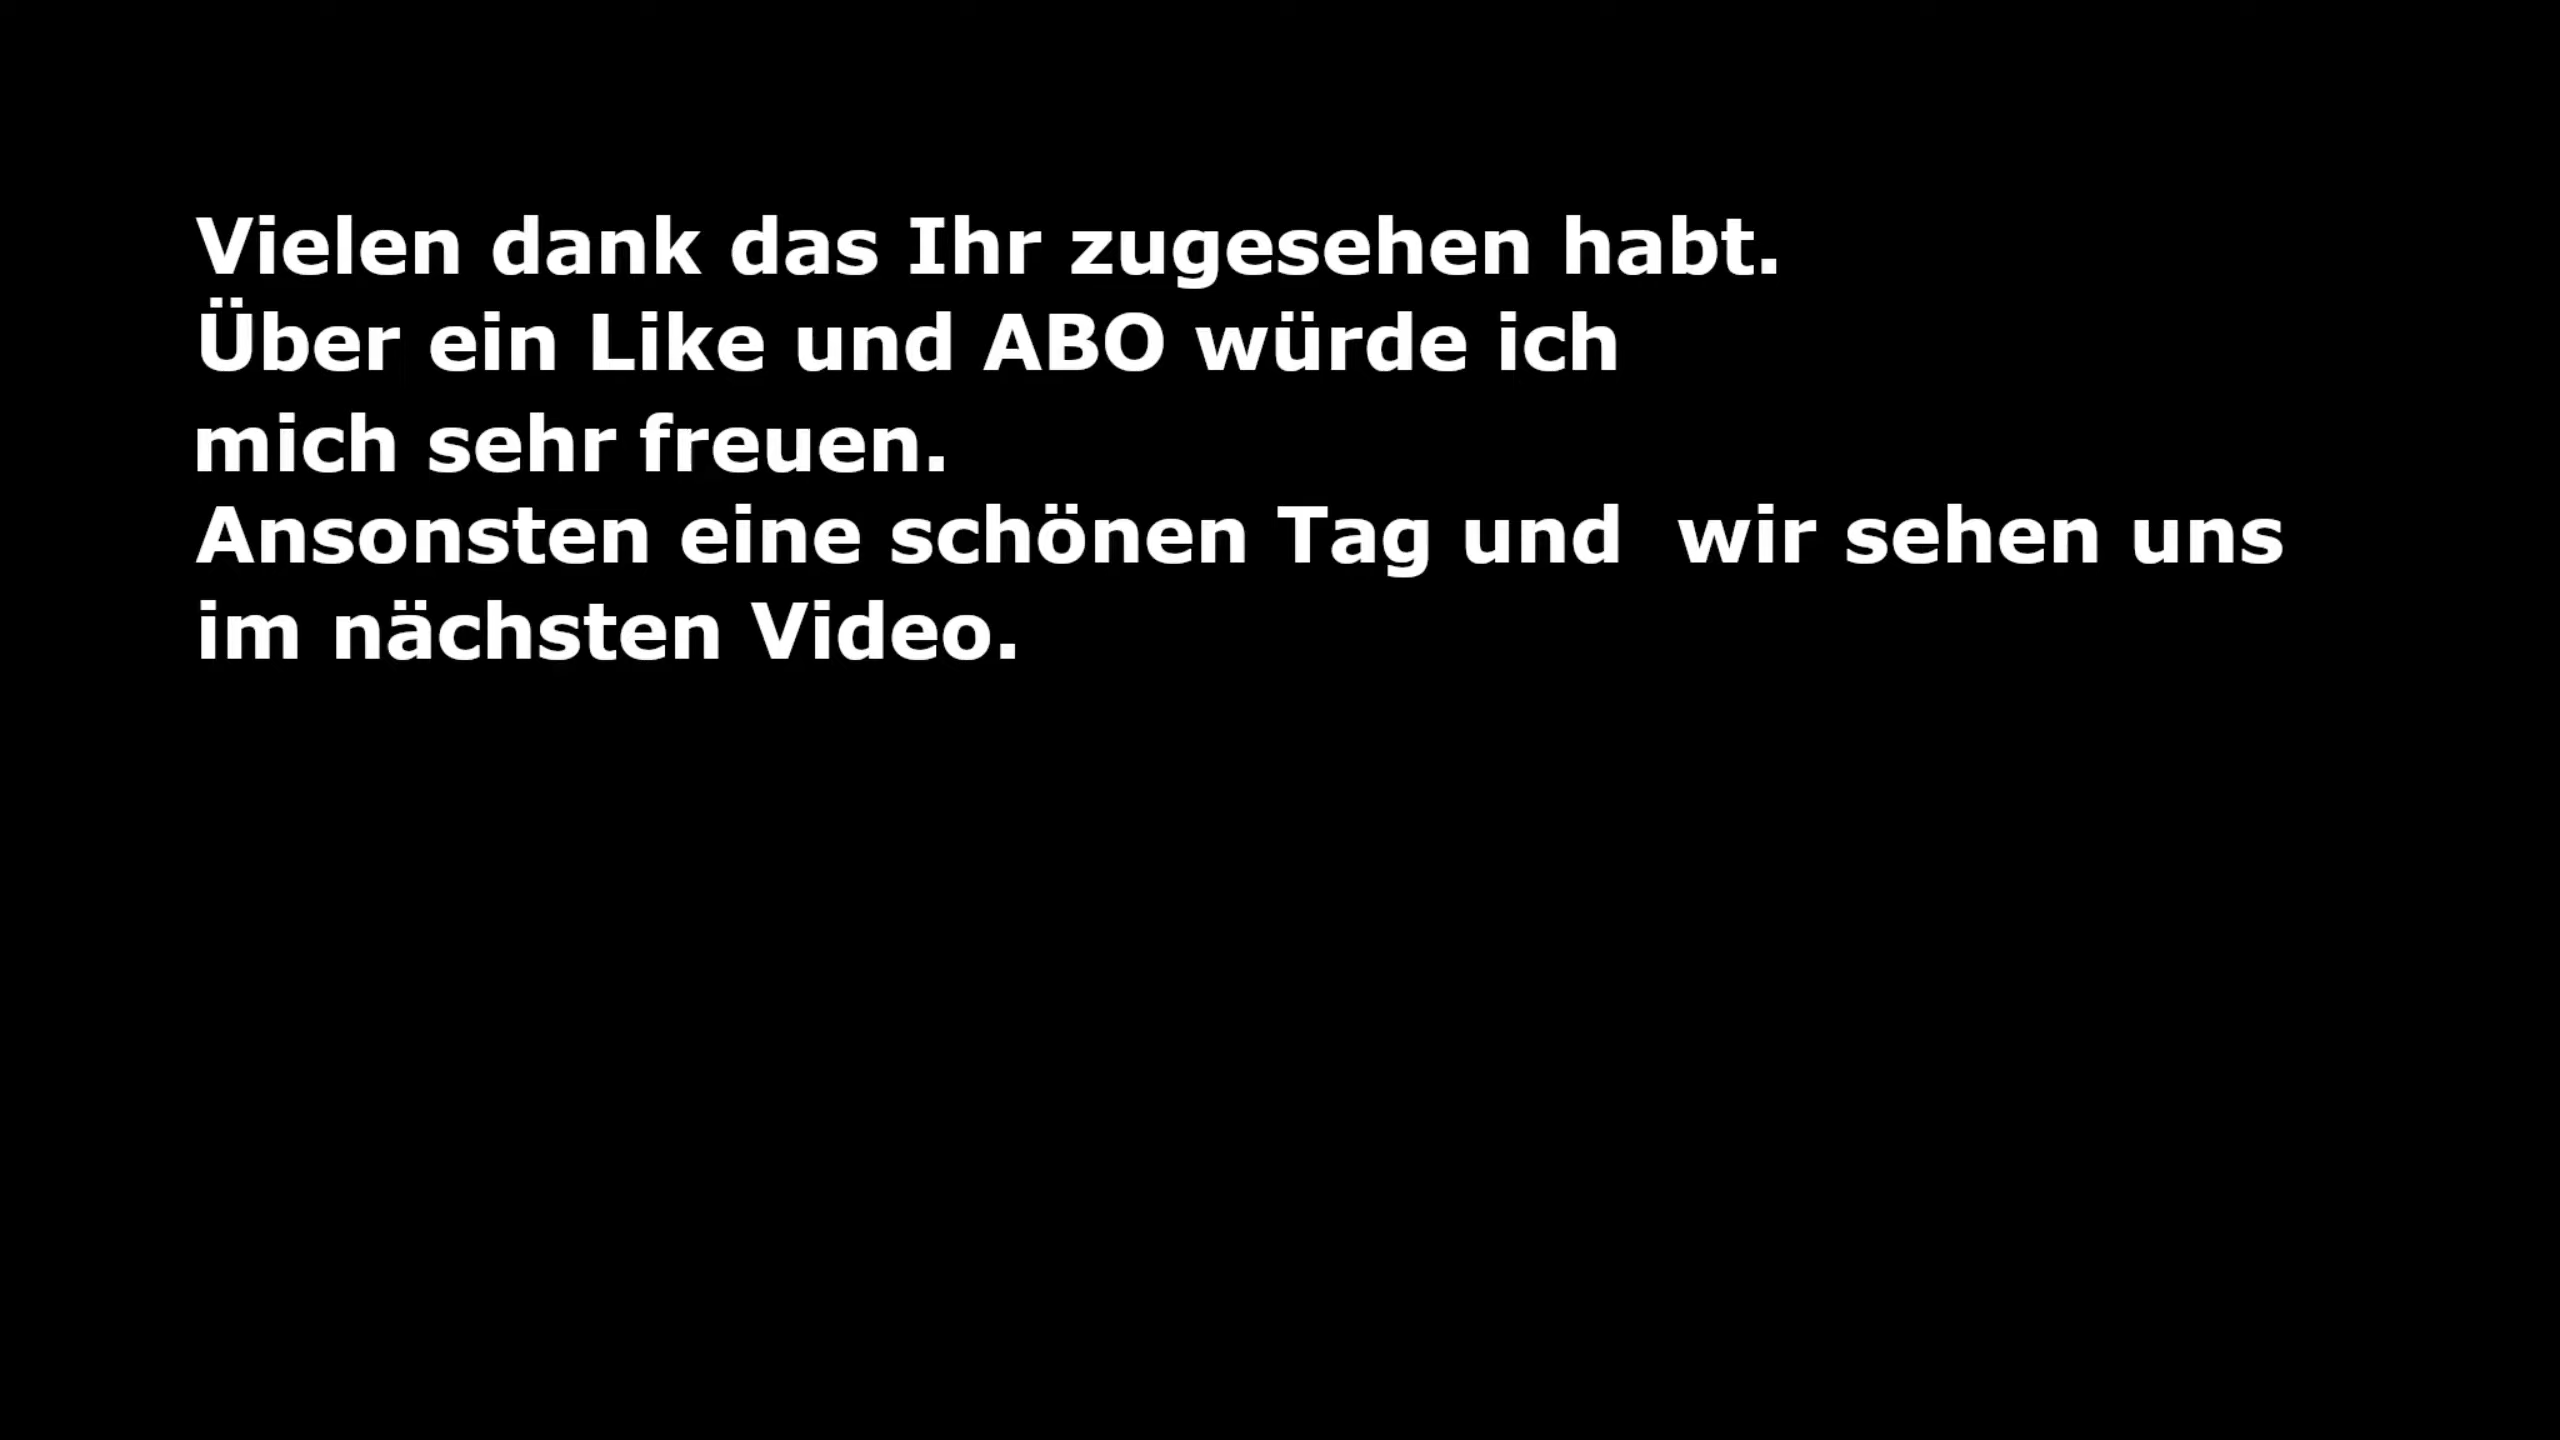 Vielen dank das Ihr zugesehen habt.
Über ein Like und ABO würde ich
mich sehr freuen.
Ansonsten eine schönen Tag und  wir sehen uns
im nächsten Video.